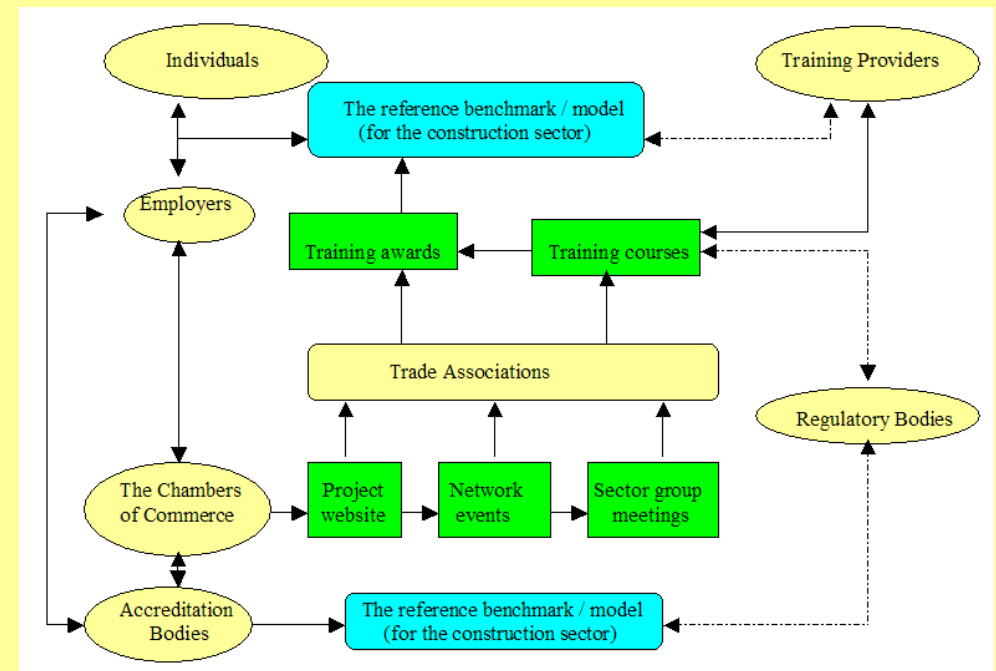 Individuals
Training Providers
The reference benchmark / model
(for the construction sector)
Employers
Training awards
Training courses
Trade Associations
Regulatory Bodies
The Chambers
of Commerce
Project
website
Network
events
Sector group
meetings
Accreditation
Bodies
The reference benchmark / model
(for the construction sector)